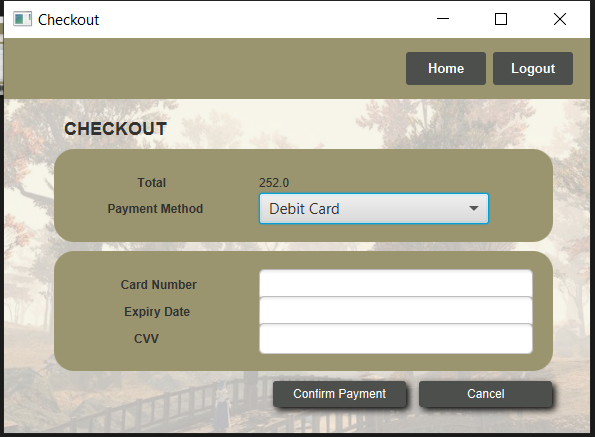 Checkout
Home Logout
CHECKOUT
Total 252.0
Payment Method Debit Card
Card Number
Expiry Date
CVV
Confirm Payment Cancel